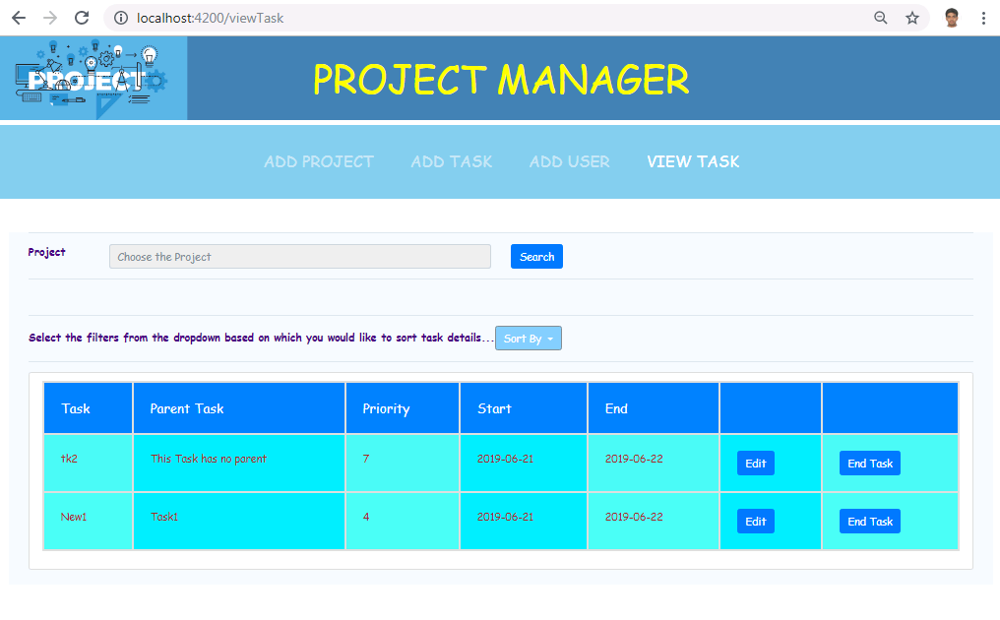 localhost:4200/viewTask
PROJECT
PROJECT MANAGER
ADD PROJECT ADD TASK ADD USER VIEW TASK
Project Choose the Project Search
Select the filters from the dropdown based on which you would like to sort task details... Sort By
Task Parent Task Priority Start End
tk2 This Task has no parent 7 2019-06-21 2019-06-22 Edit End Task
New1 Task1 4 2019-06-21 2019-06-22 Edit End Task